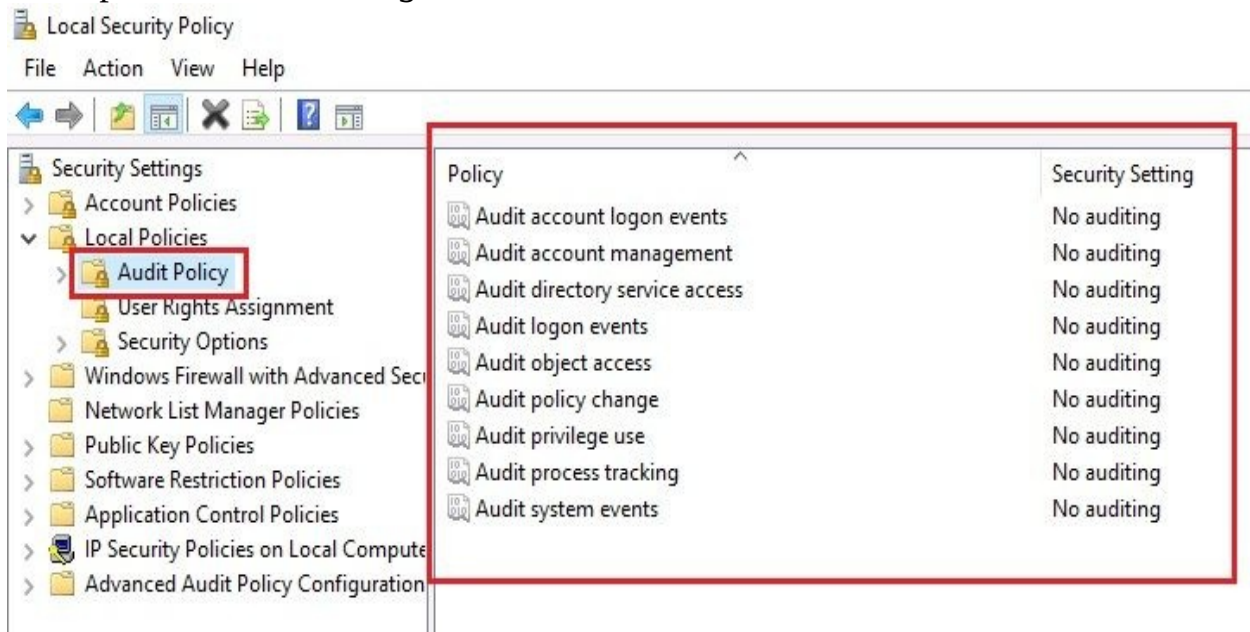 Local Security Policy
File Action View Help
Security Settings
Account Policies
Local Policies
Audit Policy
User Rights Assignment
Security Options
Windows Firewall with Advanced Secu
Network List Manager Policies
Public Key Policies
Software Restriction Policies
Application Control Policies
IP Security Policies on Local Compute
Advanced Audit Policy Configuration
Policy Security Setting
Audit account logon events No auditing
Audit account management No auditing
Audit directory service access No auditing
Audit logon events No auditing
Audit object access No auditing
Audit policy change No auditing
Audit privilege use No auditing
Audit process tracking No auditing
Audit system events No auditing